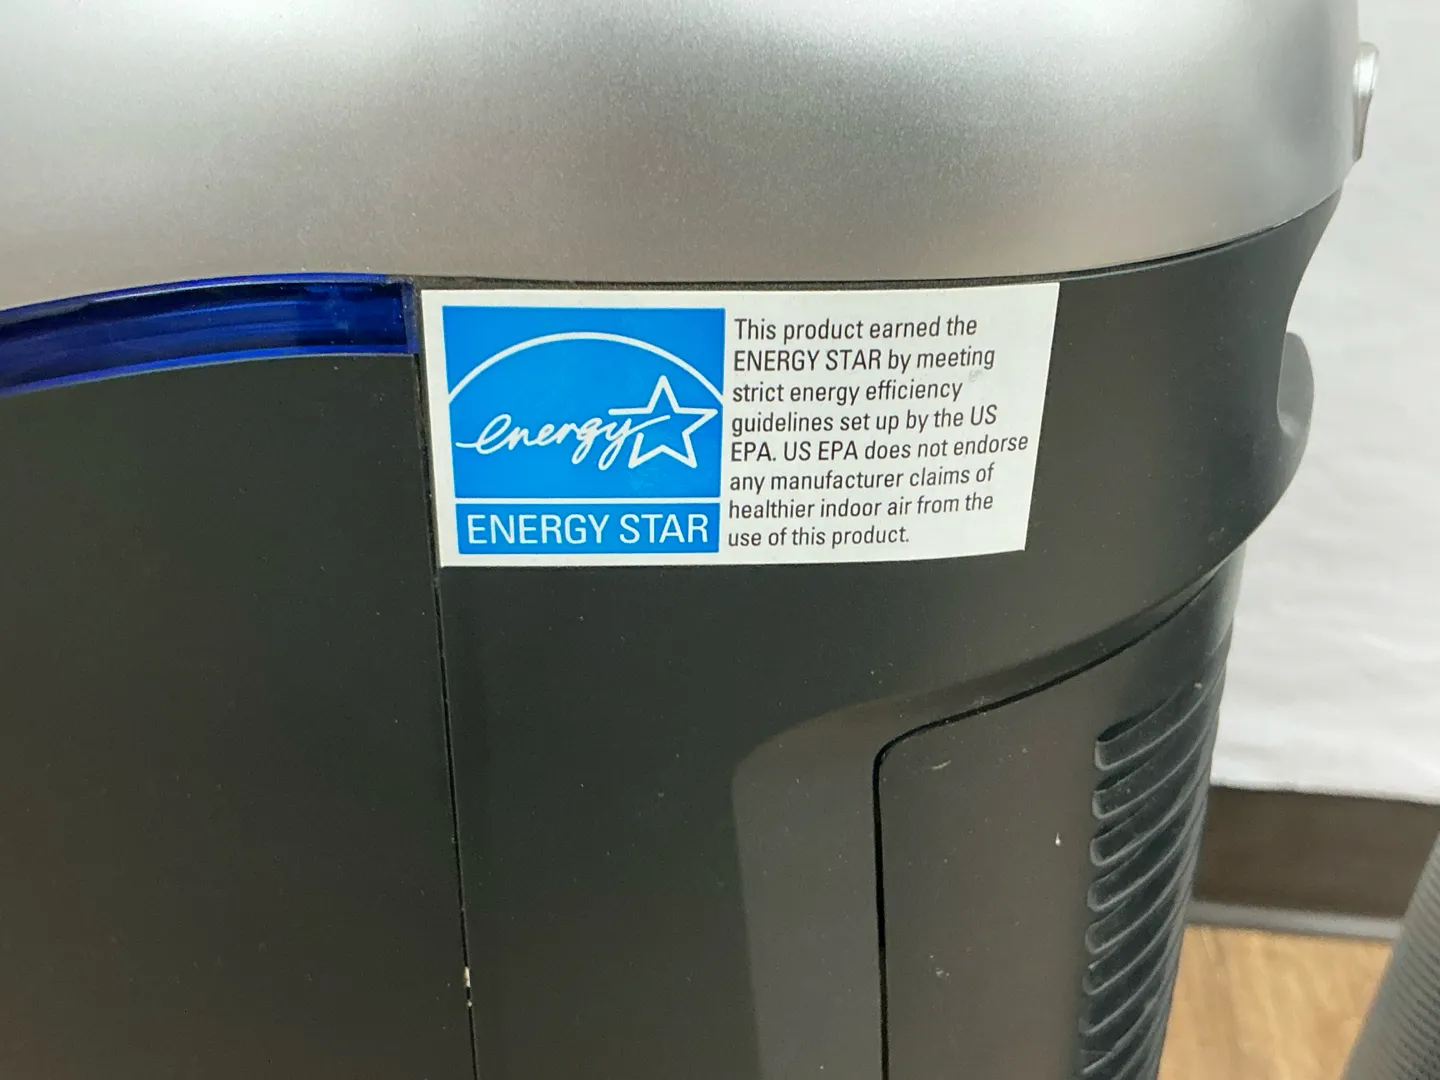 energy
ENERGY STAR
This product earned the
ENERGY STAR by meeting
strict energy efficiency
guidelines set up by the US
EPA. US EPA does not endorse
any manufacturer claims of
healthier indoor air from the
use of this product.